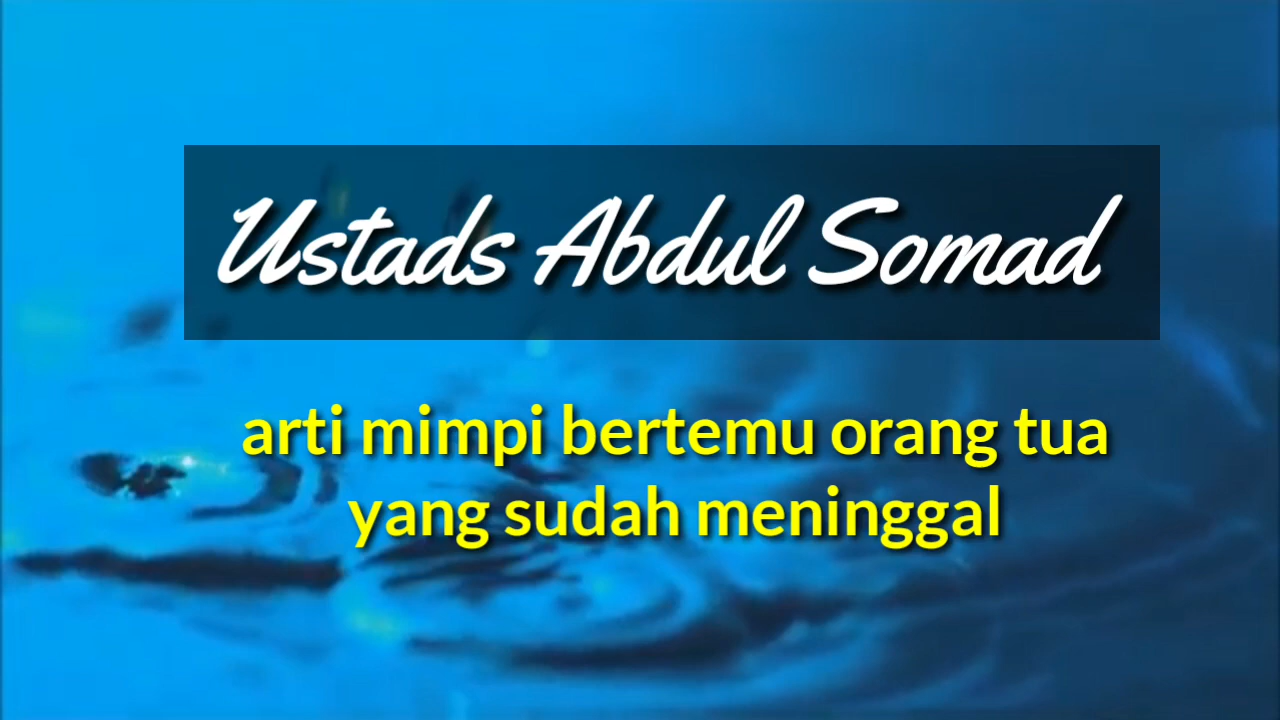 Ustads Abdul Somad
arti mimpi bertemu orang tua
yang sudah meninggal